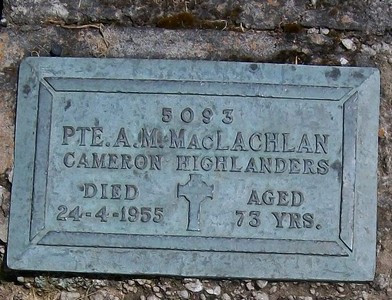 5093
PTE. A. M. MACLACHLAN
CAMERON HIGHLANDERS
DIED AGED
24-4-1955 73 YRS.